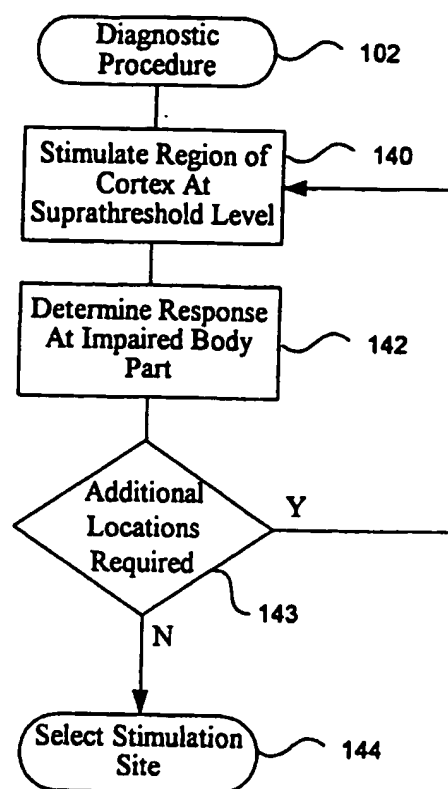 Diagnostic
Procedure
102
Stimulate Region of
Cortex At
Suprathreshold Level
140
Determine Response
At Impaired Body
Part
142
Additional
Locations
Required
Y
143
N
Select Stimulation
Site
144